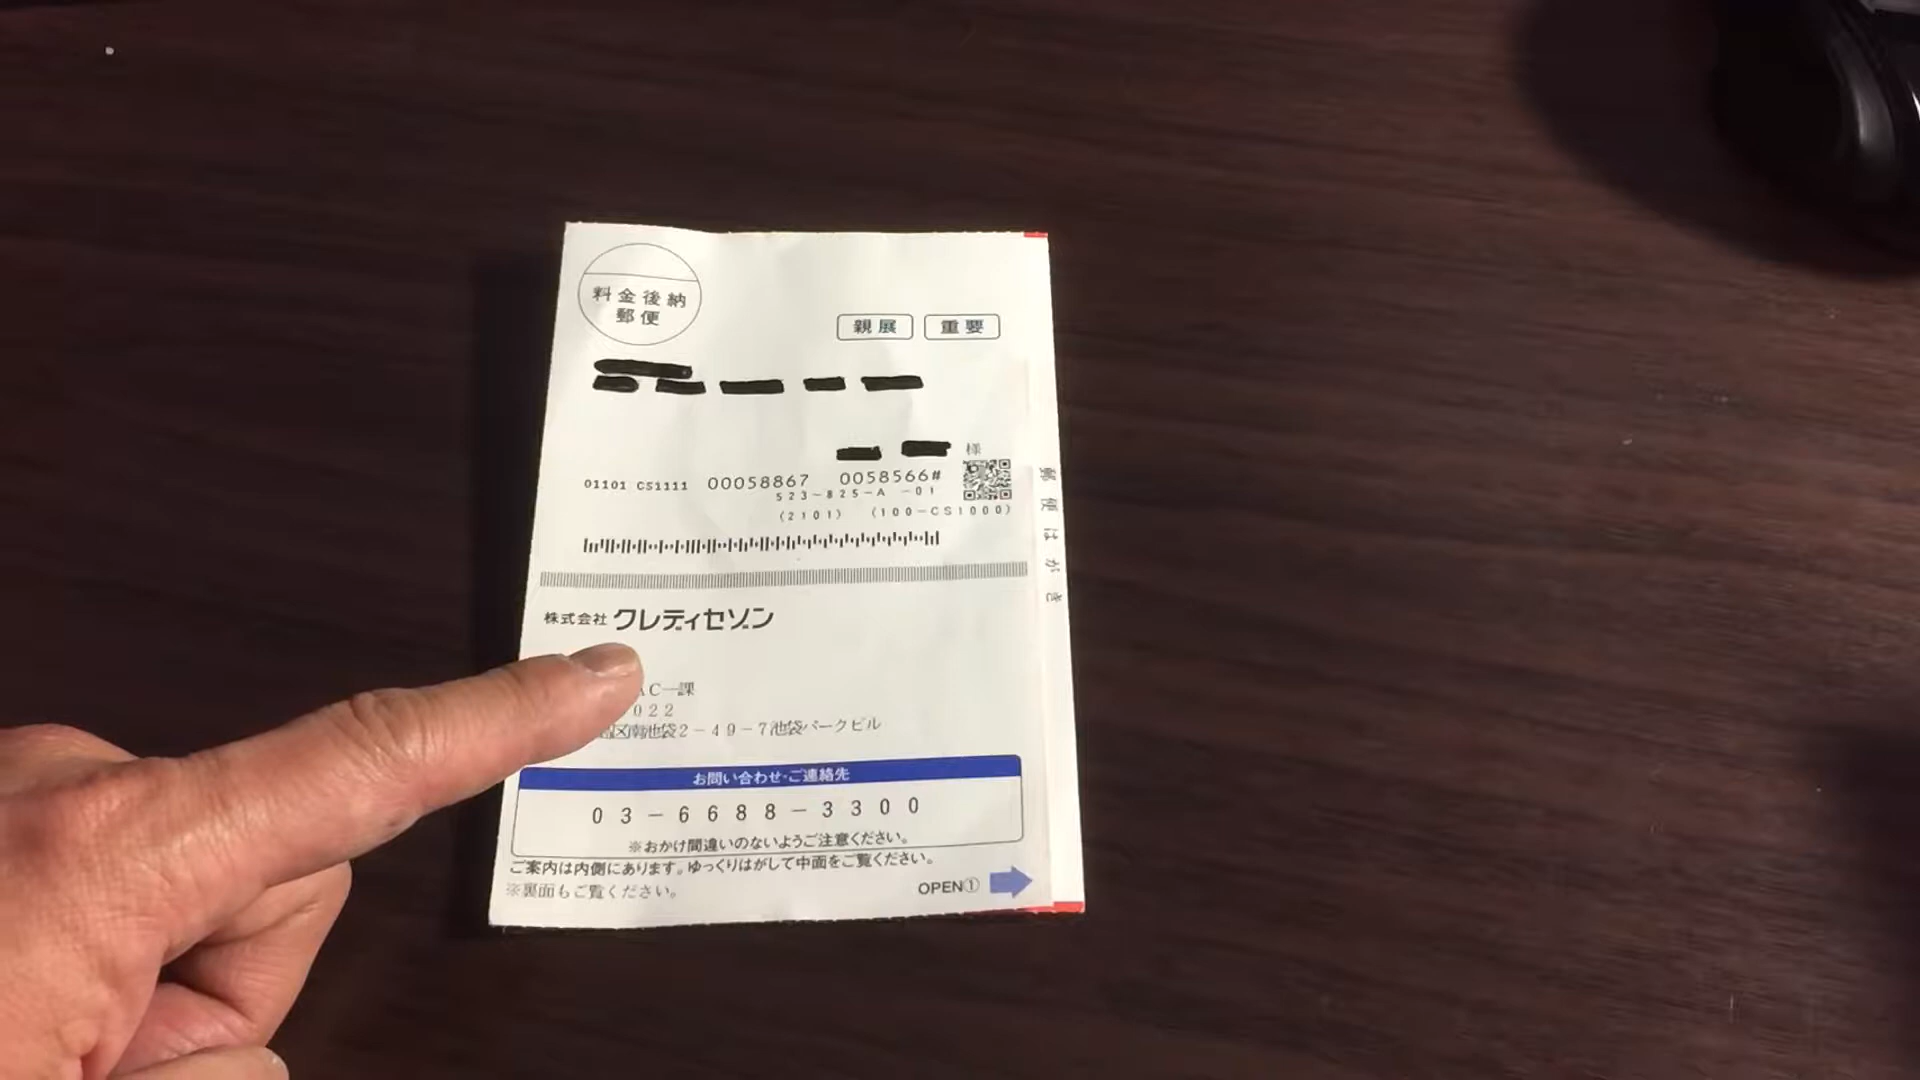 料金後納
郵便
親展 重要
様
01101 CS1111 00058867 0058566#
523-825-A -01
(2101) (100-CS1000)
郵便はがき
株式会社クレディセゾン
AC一課
022
区南池袋2-49-7池袋パークビル
お問い合わせ・ご連絡先
03-6688-3300
※おかけ間違いのないようご注意ください。
ご案内は内側にあります。ゆっくりはがして中面をご覧ください。
※裏面もご覧ください。
OPEN①